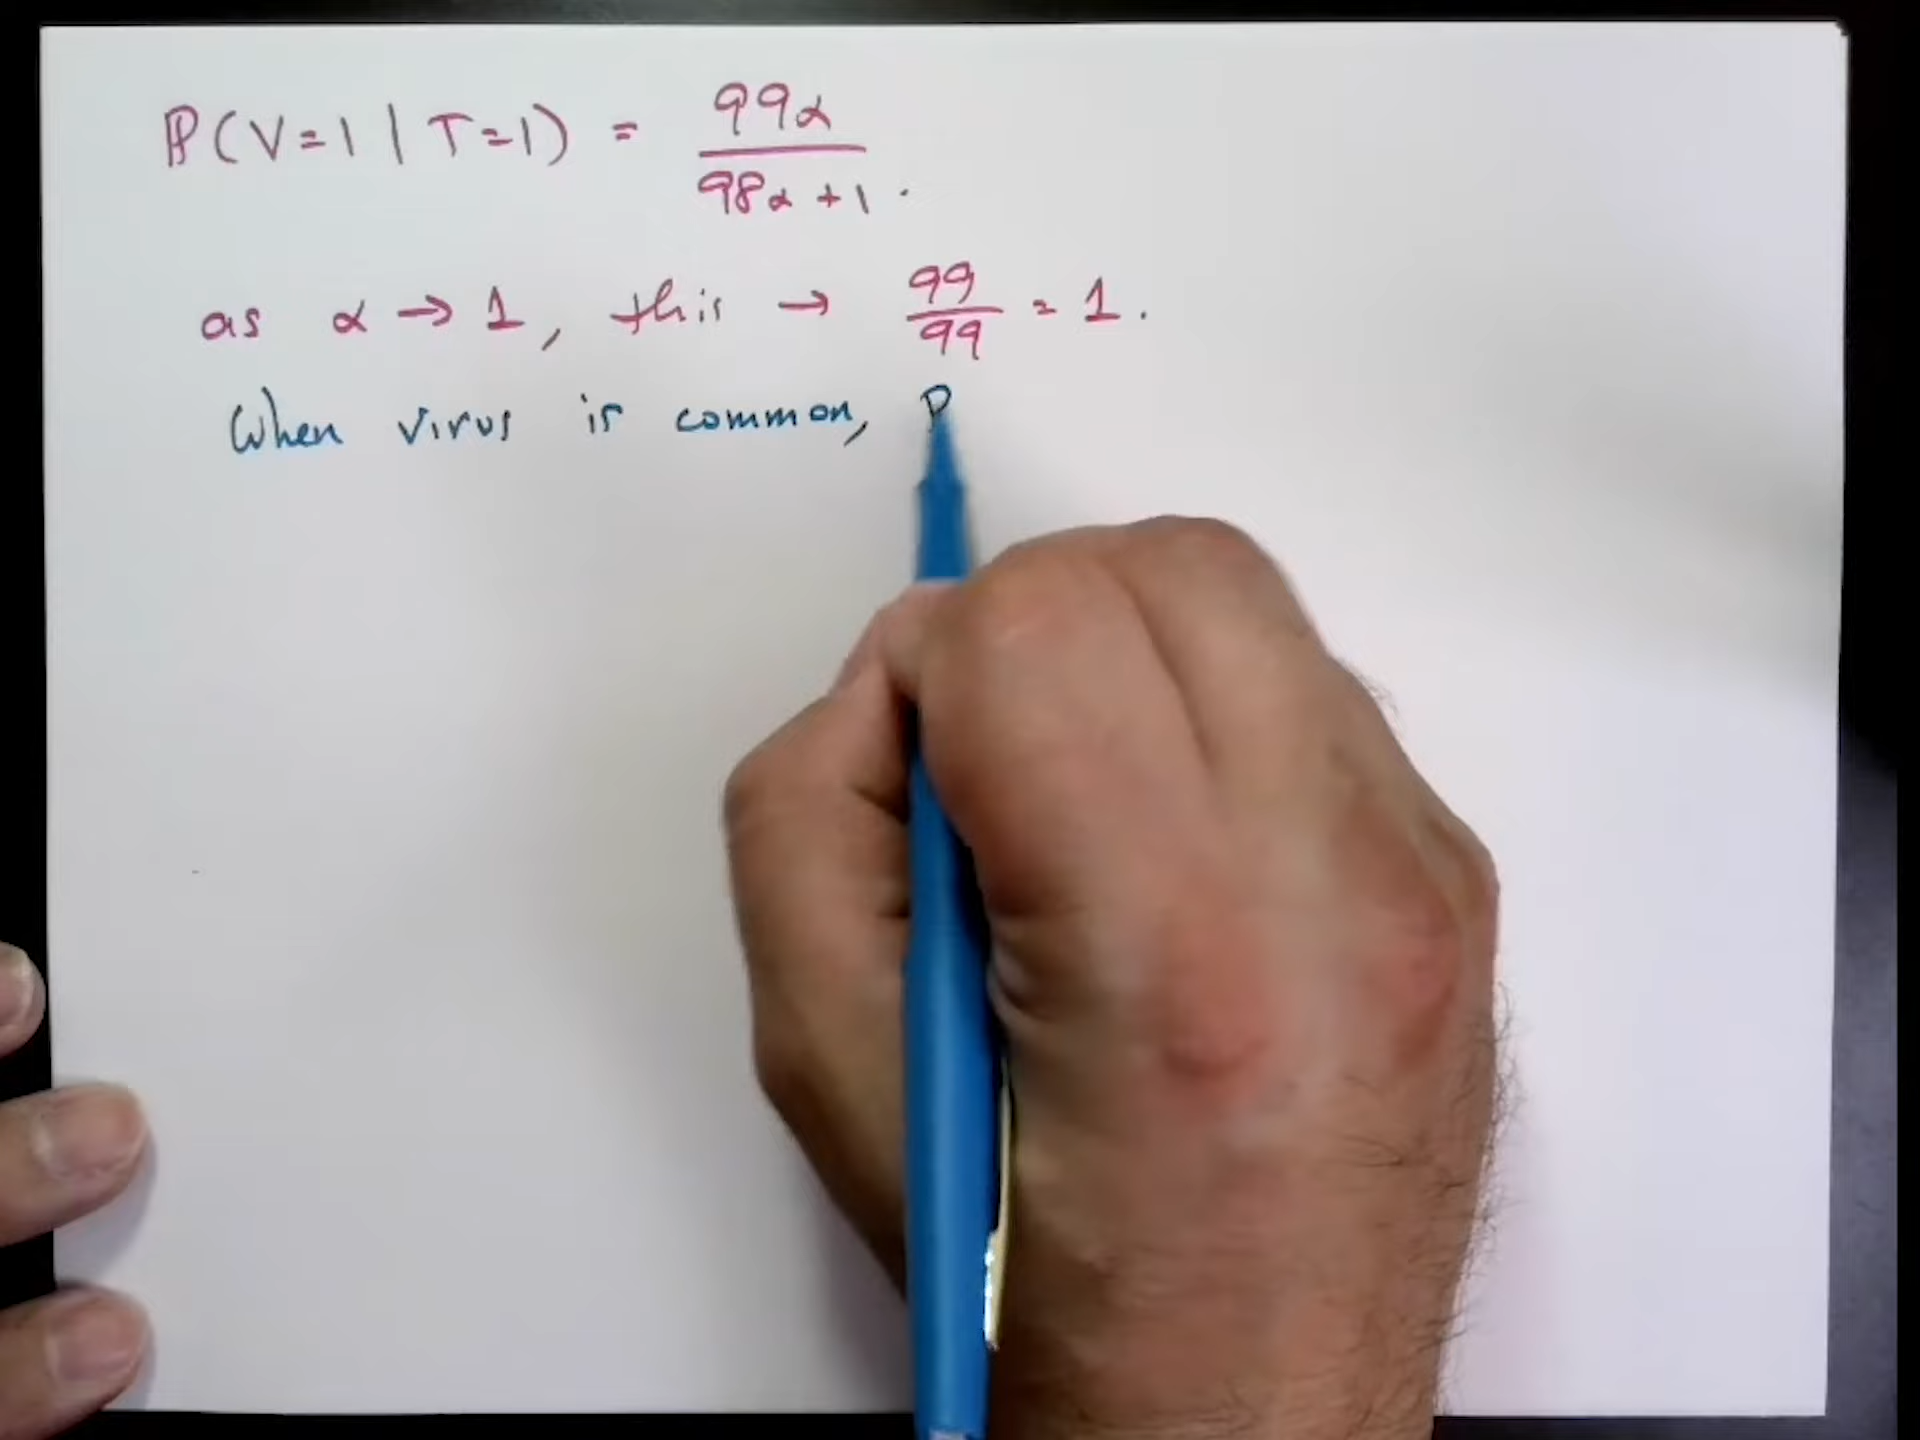 ℙ(V=1 | T=1) = 99α / 98α + 1 .
as α → 1, this → 99/99 = 1.
When virus is common, P